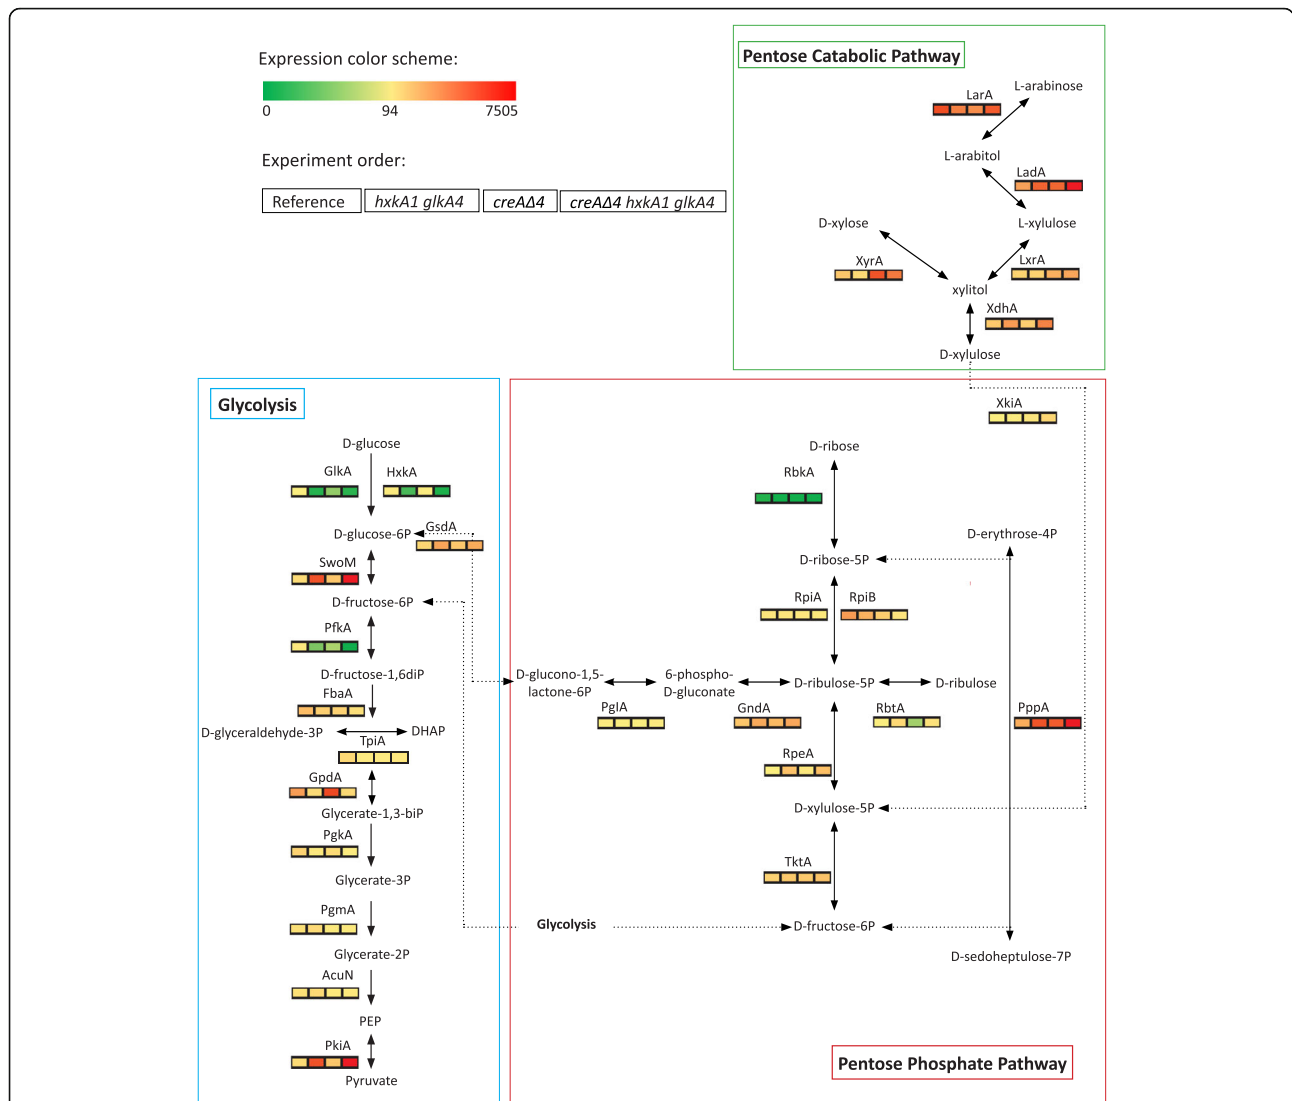 Expression color scheme:
0 94 7505
Experiment order:
Reference
hxkA1 glkA4
creAΔ4
creAΔ4 hxkA1 glkA4
Pentose Catabolic Pathway
LarA
L-arabinose
L-arabitol
LadA
D-xylose
L-xylulose
XyrA
LxrA
xylitol
XdhA
D-xylulose
Glycolysis
D-glucose
GlkA
HxkA
D-glucose-6P
GsdA
SwoM
D-fructose-6P
PfkA
D-fructose-1,6diP
FbaA
D-glyceraldehyde-3P
DHAP
TpiA
GpdA
Glycerate-1,3-biP
PgkA
Glycerate-3P
PgmA
Glycerate-2P
AcuN
PEP
PkiA
Pyruvate
XkiA
D-ribose
RbkA
D-ribose-5P
D-erythrose-4P
RpiA
RpiB
D-glucono-1,5-
lactone-6P
6-phospho-
D-gluconate
D-ribulose-5P
D-ribulose
PglA
GndA
RbtA
PppA
RpeA
D-xylulose-5P
TktA
Glycolysis
D-fructose-6P
D-sedoheptulose-7P
Pentose Phosphate Pathway